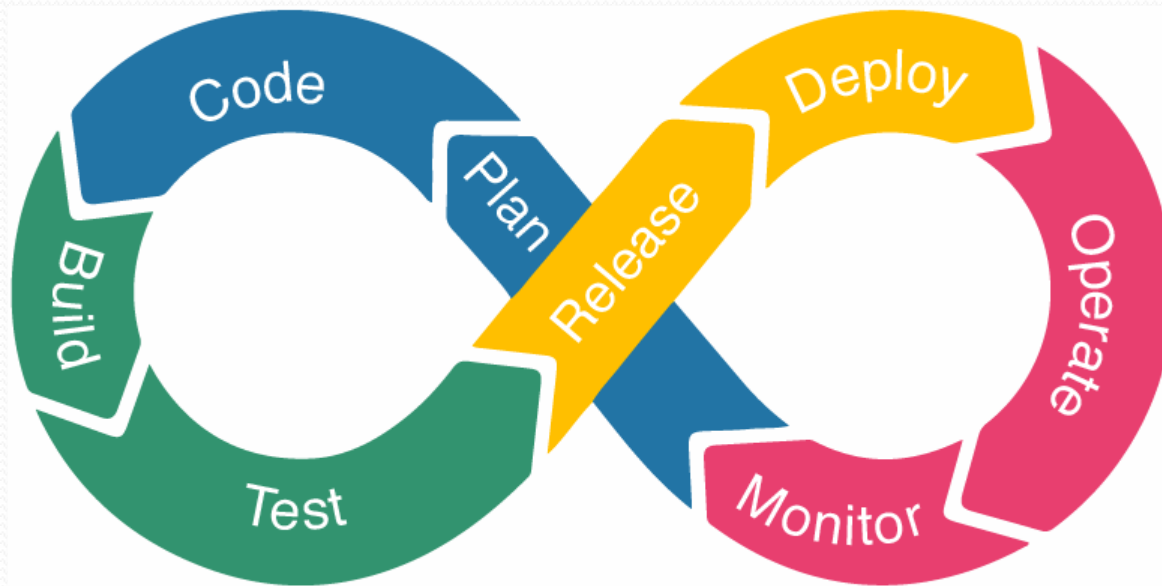 Code
Deploy
Plan
Release
Build
Operate
Test
Monitor